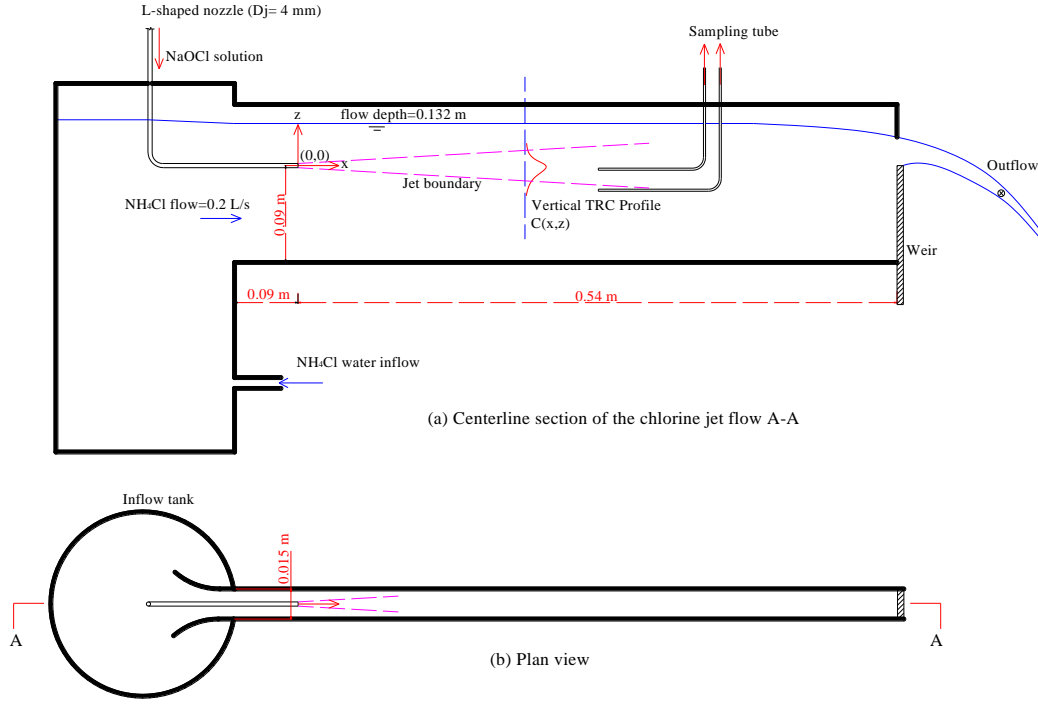 L-shaped nozzle (Dj= 4 mm)
NaOCl solution
Sampling tube
z
flow depth=0.132 m
(0,0)
x
Jet boundary
Outflow
NH₄Cl flow=0.2 L/s
0.09 m
Vertical TRC Profile
C(x,z)
Weir
0.09 m
0.54 m
NH₄Cl water inflow
(a) Centerline section of the chlorine jet flow A-A
Inflow tank
0.015 m
A
A
(b) Plan view